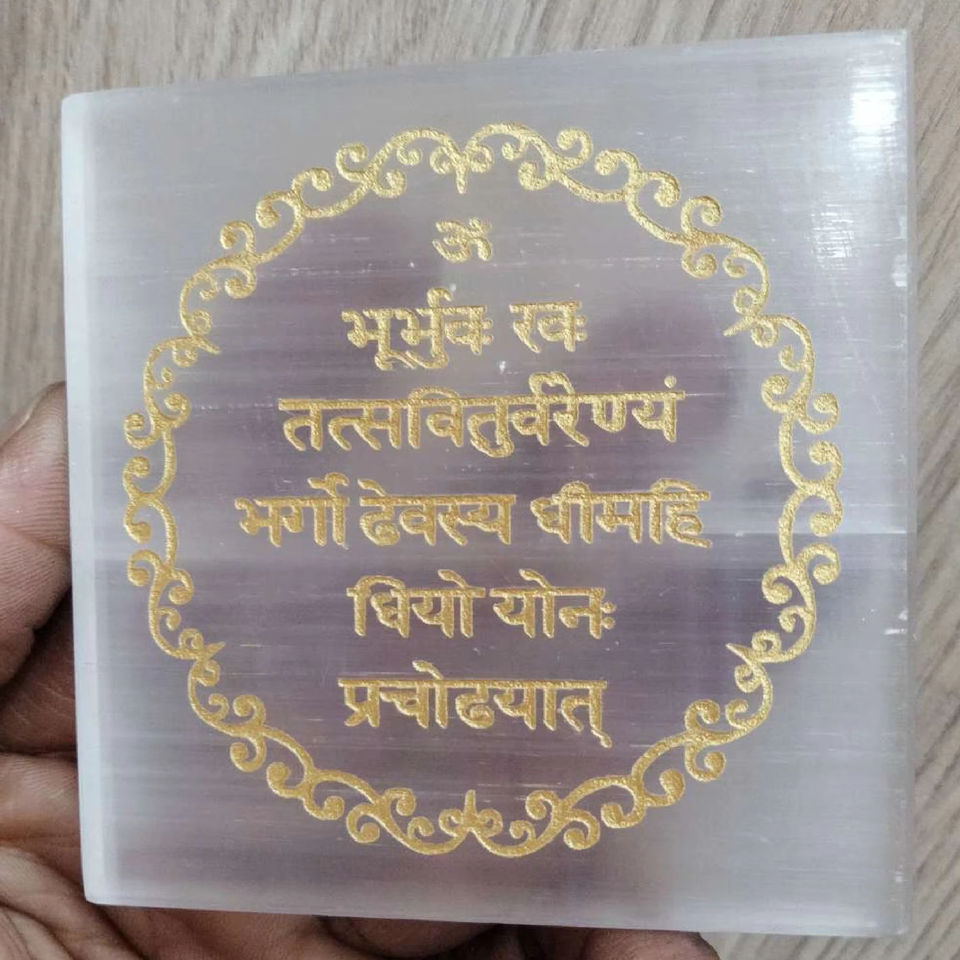 ॐ
भूर्भुवः रवः
तत्सवितुर्वरेण्यं
भर्गो ढेवस्य धीमहि
धियो योनः
प्रचोढयात्